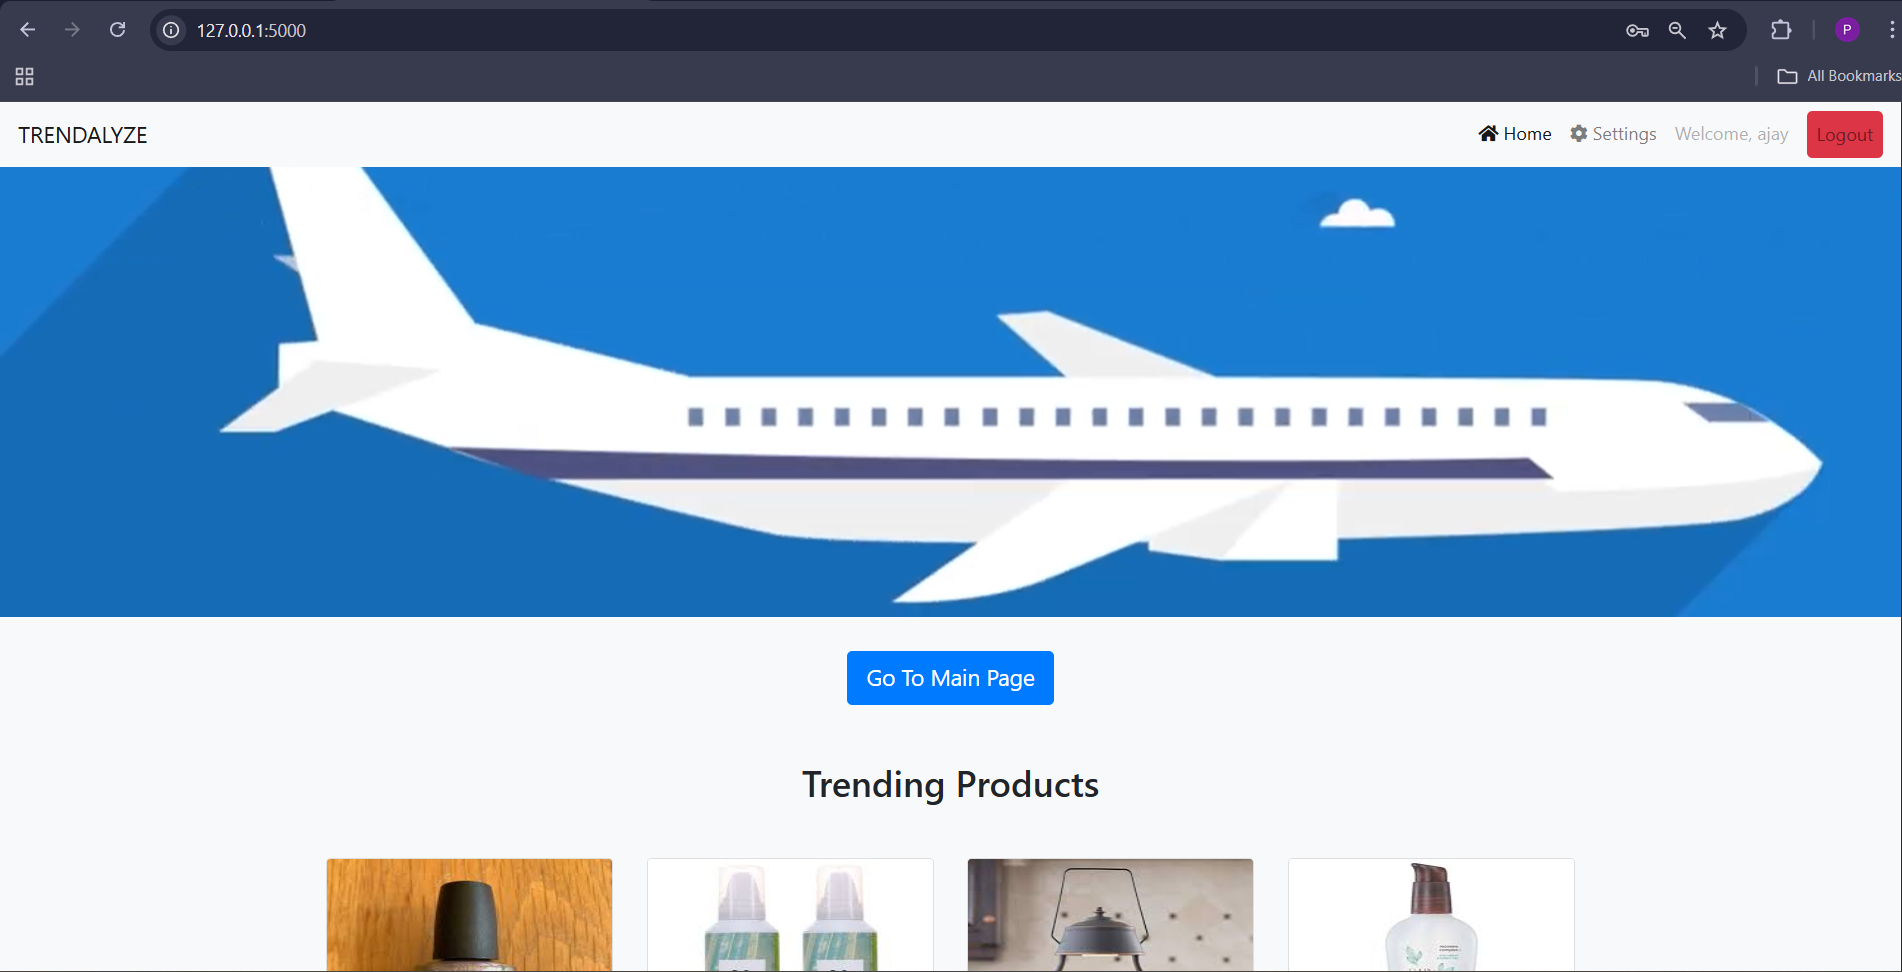 127.0.0.1:5000
P
All Bookmarks
TRENDALYZE
Home
Settings
Welcome, ajay
Logout
Go To Main Page
Trending Products